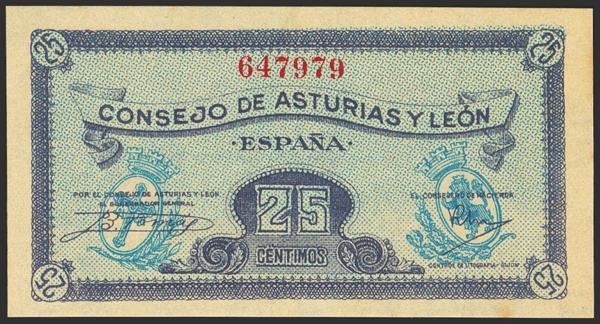 25 25
647979
CONSEJO DE ASTURIAS Y LEÓN
· ESPAÑA ·
POR EL CONSEJO DE ASTURIAS Y LEÓN
EL GOBERNADOR GENERAL
EL CONSEJERO DE HACIENDA
25
CÉNTIMOS
25 25